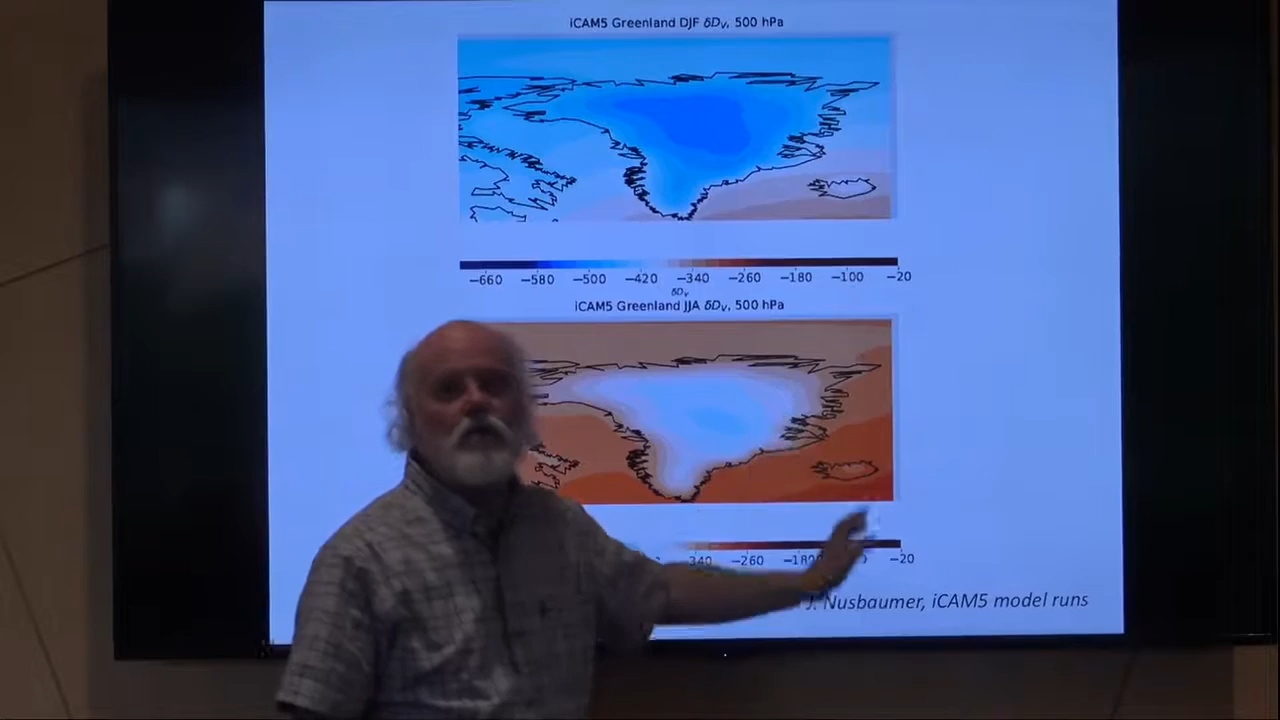 iCAM5 Greenland DJF δDᵥ, 500 hPa
−660 −580 −500 −420 −340 −260 −180 −100 −20
δDᵥ
iCAM5 Greenland JJA δDᵥ, 500 hPa
340 −260 −180 −20
J. Nusbaumer, iCAM5 model runs